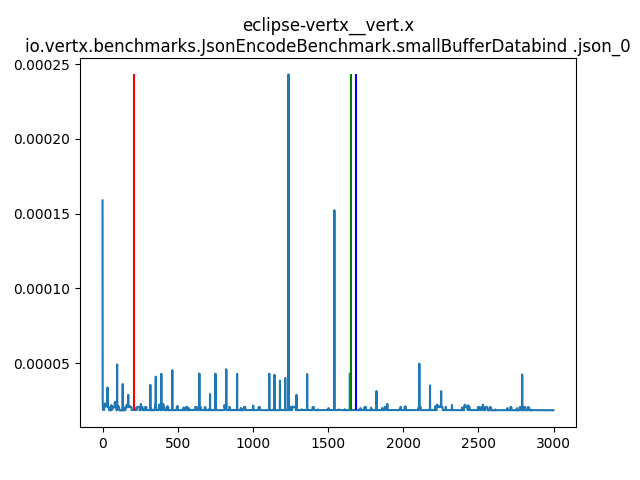 eclipse-vertx__vert.x
io.vertx.benchmarks.JsonEncodeBenchmark.smallBufferDatabind .json_0
0.00025
0.00020
0.00015
0.00010
0.00005
0 500 1000 1500 2000 2500 3000